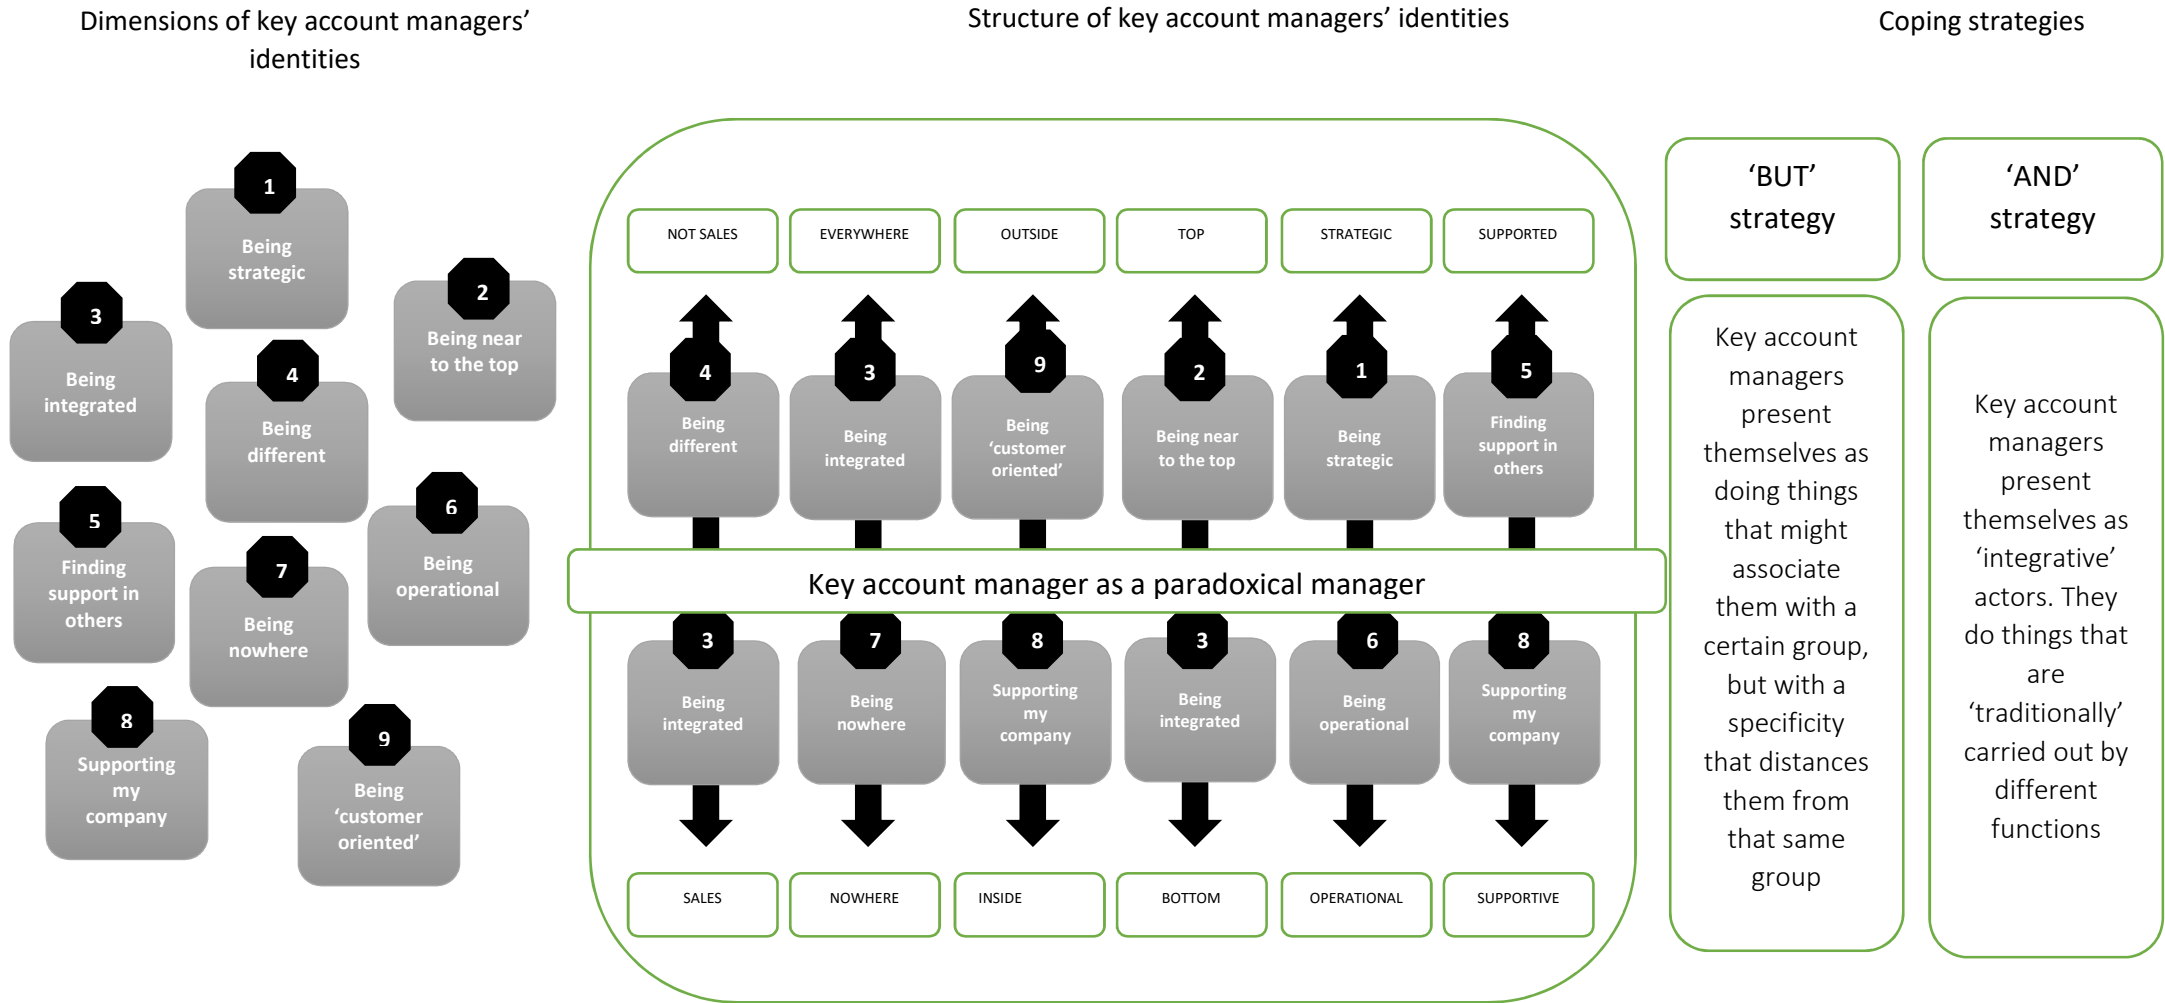 Dimensions of key account managers’
identities
Structure of key account managers’ identities
Coping strategies
1
Being
strategic
2
Being near
to the top
3
Being
integrated
4
Being
different
5
Finding
support in
others
6
Being
operational
7
Being
nowhere
8
Supporting
my
company
9
Being
‘customer
oriented’
NOT SALES
EVERYWHERE
OUTSIDE
TOP
STRATEGIC
SUPPORTED
4
Being
different
3
Being
integrated
9
Being
‘customer
oriented’
2
Being near
to the top
1
Being
strategic
5
Finding
support in
others
Key account manager as a paradoxical manager
3
Being
integrated
7
Being
nowhere
8
Supporting
my
company
3
Being
integrated
6
Being
operational
8
Supporting
my
company
SALES
NOWHERE
INSIDE
BOTTOM
OPERATIONAL
SUPPORTIVE
‘BUT’
strategy
Key account
managers
present
themselves as
doing things
that might
associate
them with a
certain group,
but with a
specificity
that distances
them from
that same
group
‘AND’
strategy
Key account
managers
present
themselves as
‘integrative’
actors. They
do things that
are
‘traditionally’
carried out by
different
functions